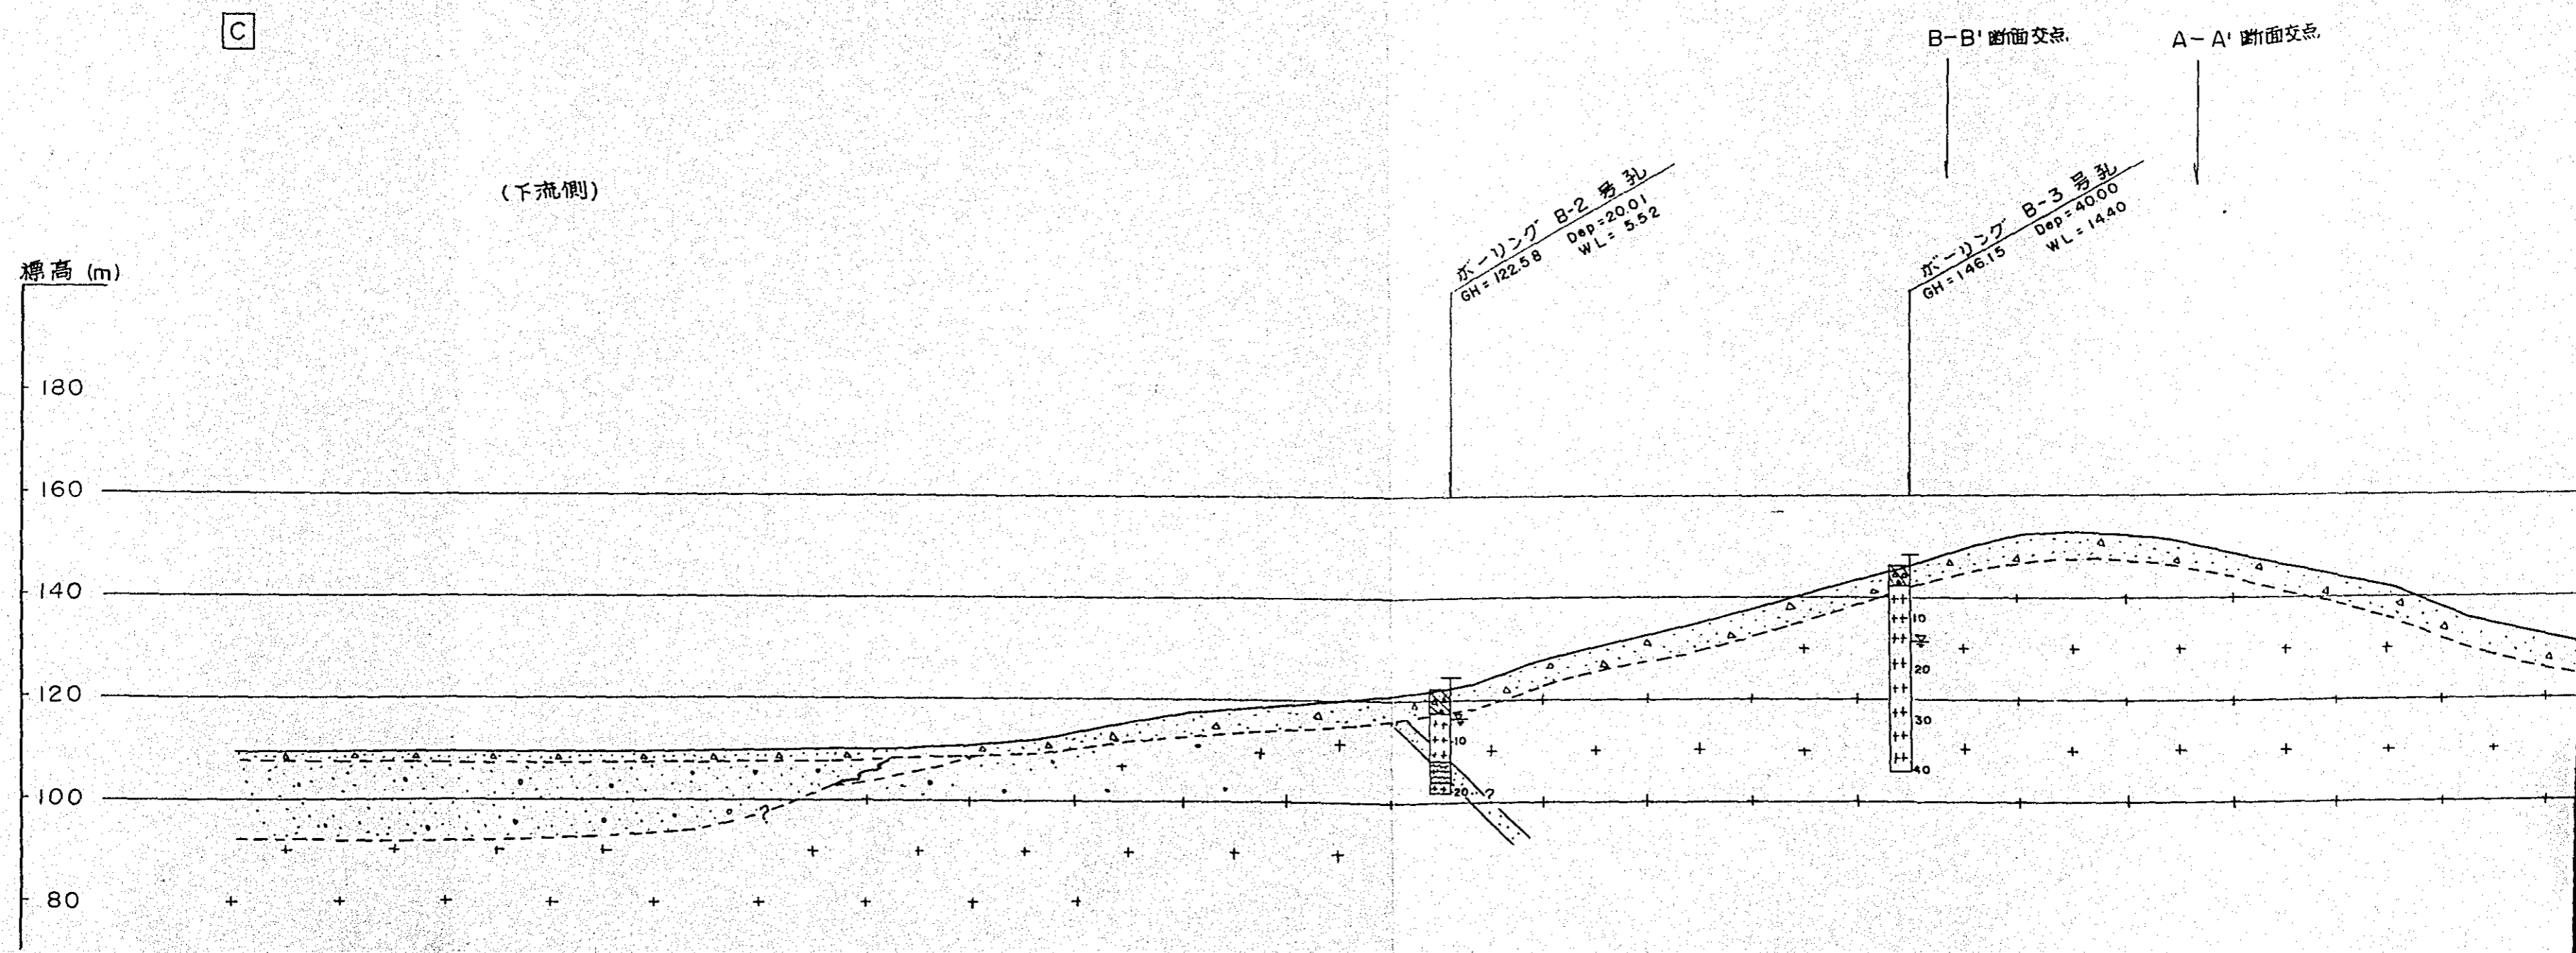 C
B-B' 断面交点
A-A' 断面交点
(下流側)
ボーリング B-2 号孔
GH = 122.58 Dep = 20.01
WL = 5.52
ボーリング B-3 号孔
GH = 146.15 Dep = 40.00
WL = 14.40
標高 (m)
180
160
140
120
100
80
10
20
?
10
20
30
40
?